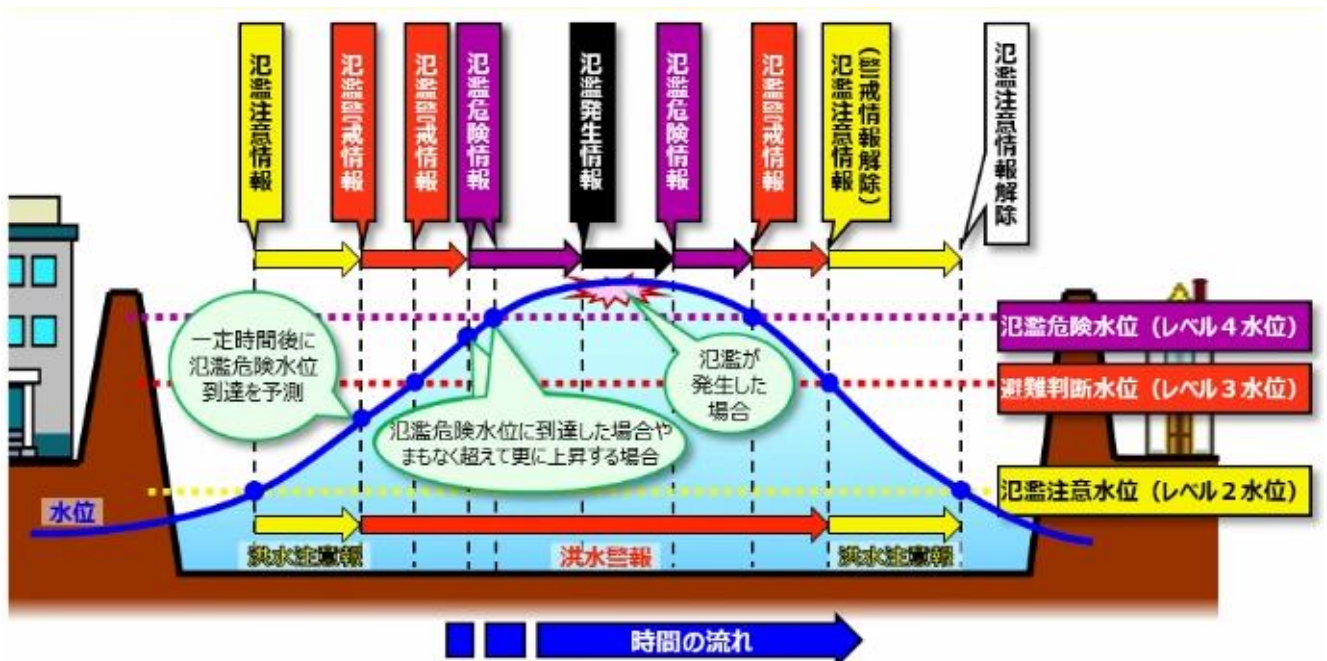 氾濫注意情報
氾濫警戒情報
氾濫警戒情報
氾濫危険情報
氾濫発生情報
氾濫危険情報
氾濫警戒情報
(警戒情報解除)
氾濫注意情報
氾濫注意情報解除
一定時間後に
氾濫危険水位
到達を予測
氾濫危険水位に到達した場合や
まもなく超えて更に上昇する場合
氾濫が
発生した
場合
氾濫危険水位（レベル４水位）
避難判断水位（レベル３水位）
氾濫注意水位（レベル２水位）
水位
洪水注意報
洪水警報
洪水注意報
時間の流れ